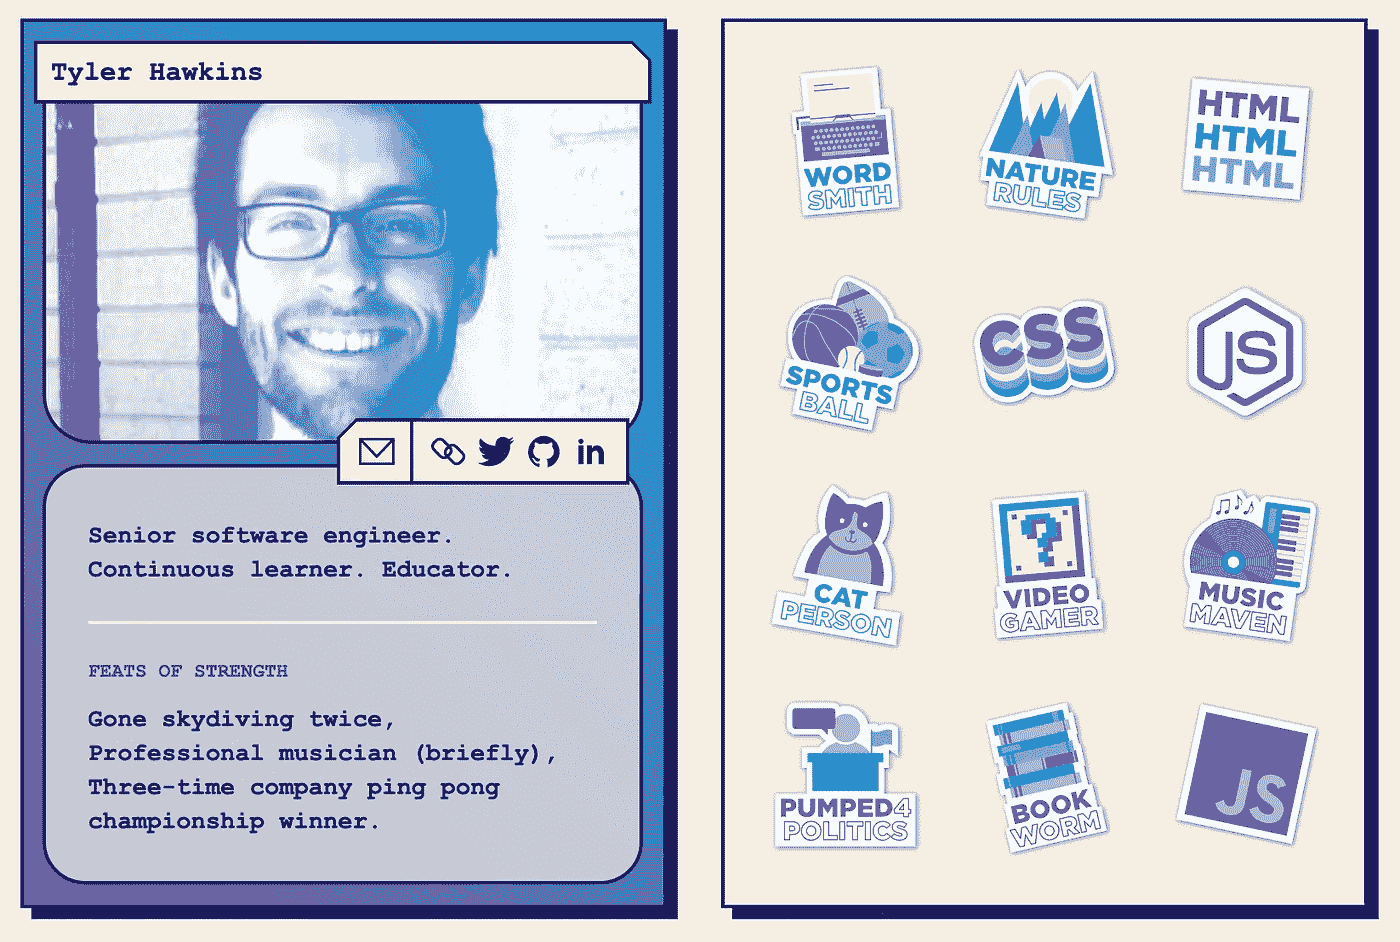 Tyler Hawkins
in
Senior software engineer.
Continuous learner. Educator.
FEATS OF STRENGTH
Gone skydiving twice,
Professional musician (briefly),
Three-time company ping pong
championship winner.
WORD
SMITH
NATURE
RULES
HTML
HTML
HTML
SPORTS
BALL
CSS
JS
CAT
PERSON
?
VIDEO
GAMER
MUSIC
MAVEN
PUMPED4
POLITICS
BOOK
WORM
JS